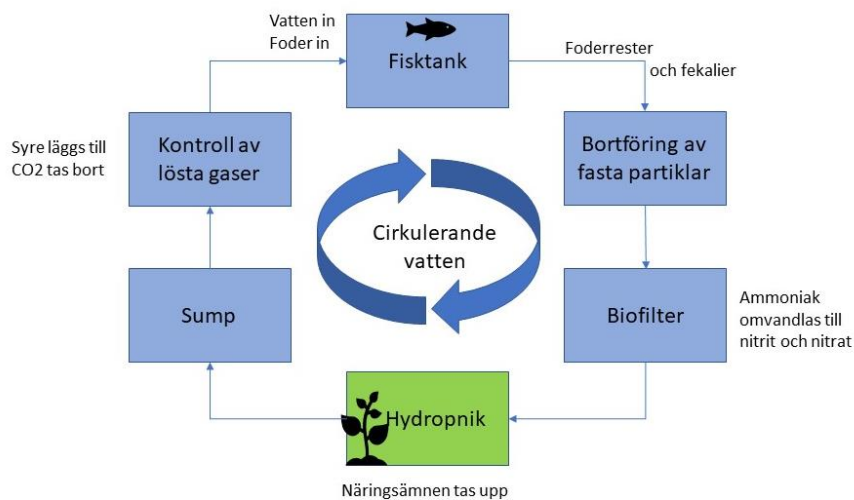 Vatten in
Foder in
Fisktank
Foderrester
och fekalier
Syre läggs till
CO2 tas bort
Kontroll av
lösta gaser
Bortföring av
fasta partiklar
Cirkulerande
vatten
Sump
Biofilter
Ammoniak
omvandlas till
nitrit och nitrat
Hydropnik
Näringsämnen tas upp